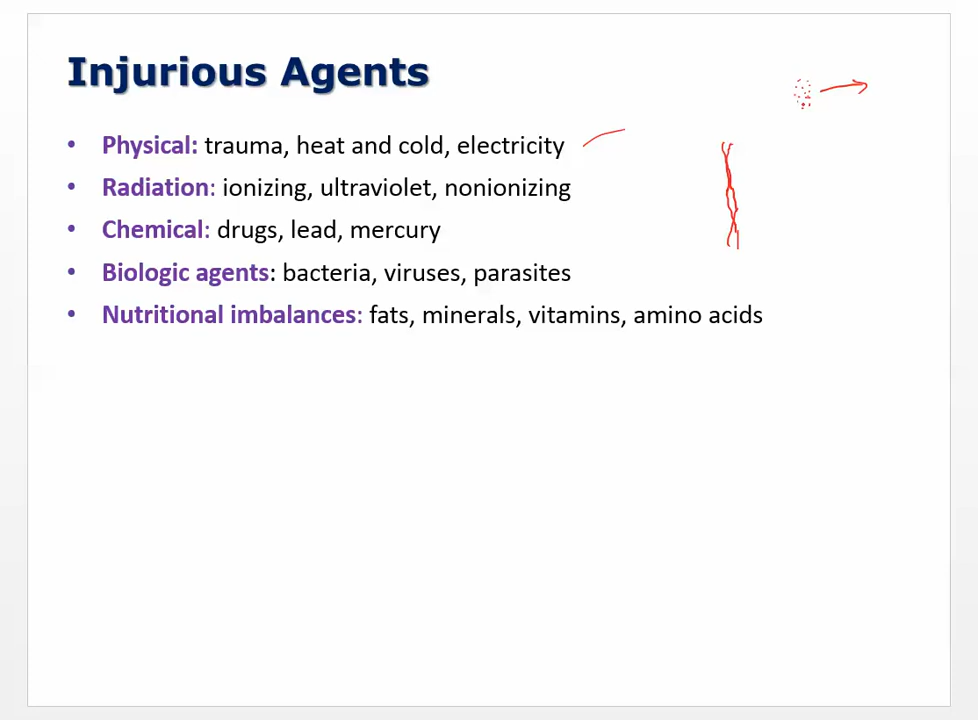 Injurious Agents
• Physical: trauma, heat and cold, electricity
• Radiation: ionizing, ultraviolet, nonionizing
• Chemical: drugs, lead, mercury
• Biologic agents: bacteria, viruses, parasites
• Nutritional imbalances: fats, minerals, vitamins, amino acids